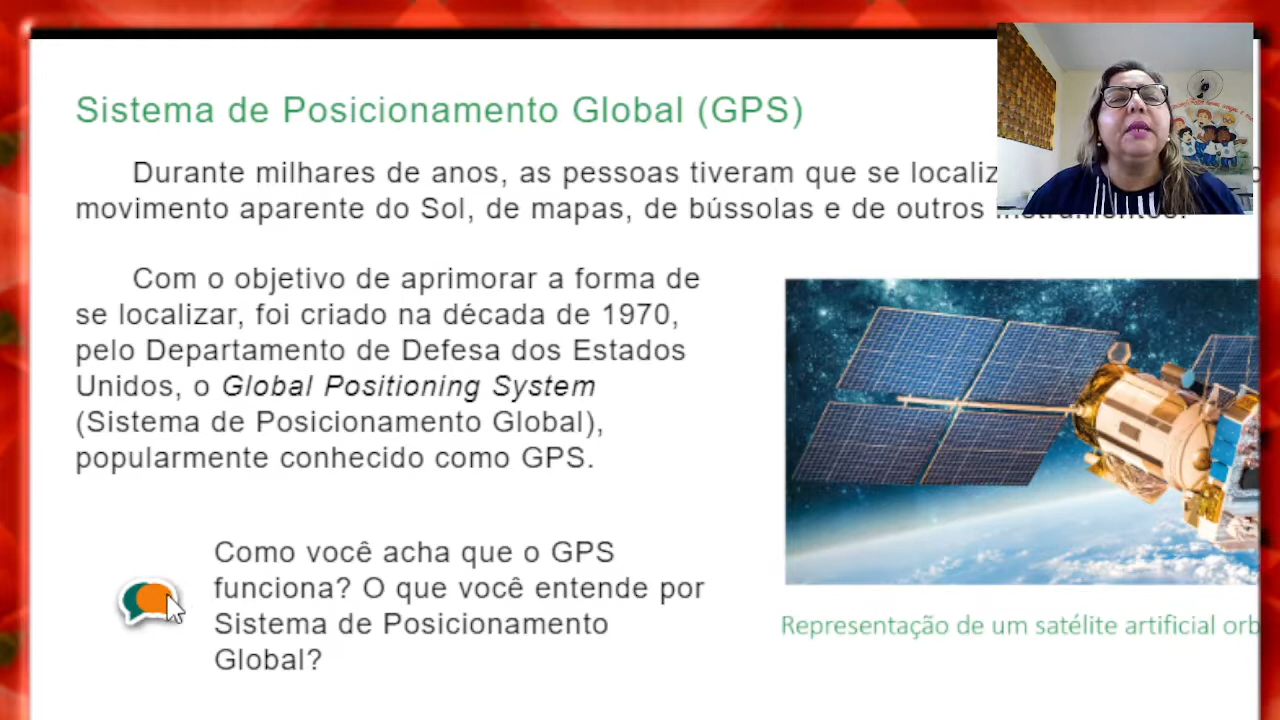 Sistema de Posicionamento Global (GPS)
Durante milhares de anos, as pessoas tiveram que se
movimento aparente do Sol, de mapas, de bússolas e de outros
Com o objetivo de aprimorar a forma de
se localizar, foi criado na década de 1970,
pelo Departamento de Defesa dos Estados
Unidos, o Global Positioning System
(Sistema de Posicionamento Global),
popularmente conhecido como GPS.
Como você acha que o GPS
funciona? O que você entende por
Sistema de Posicionamento
Global?
Representação de um satélite artificial